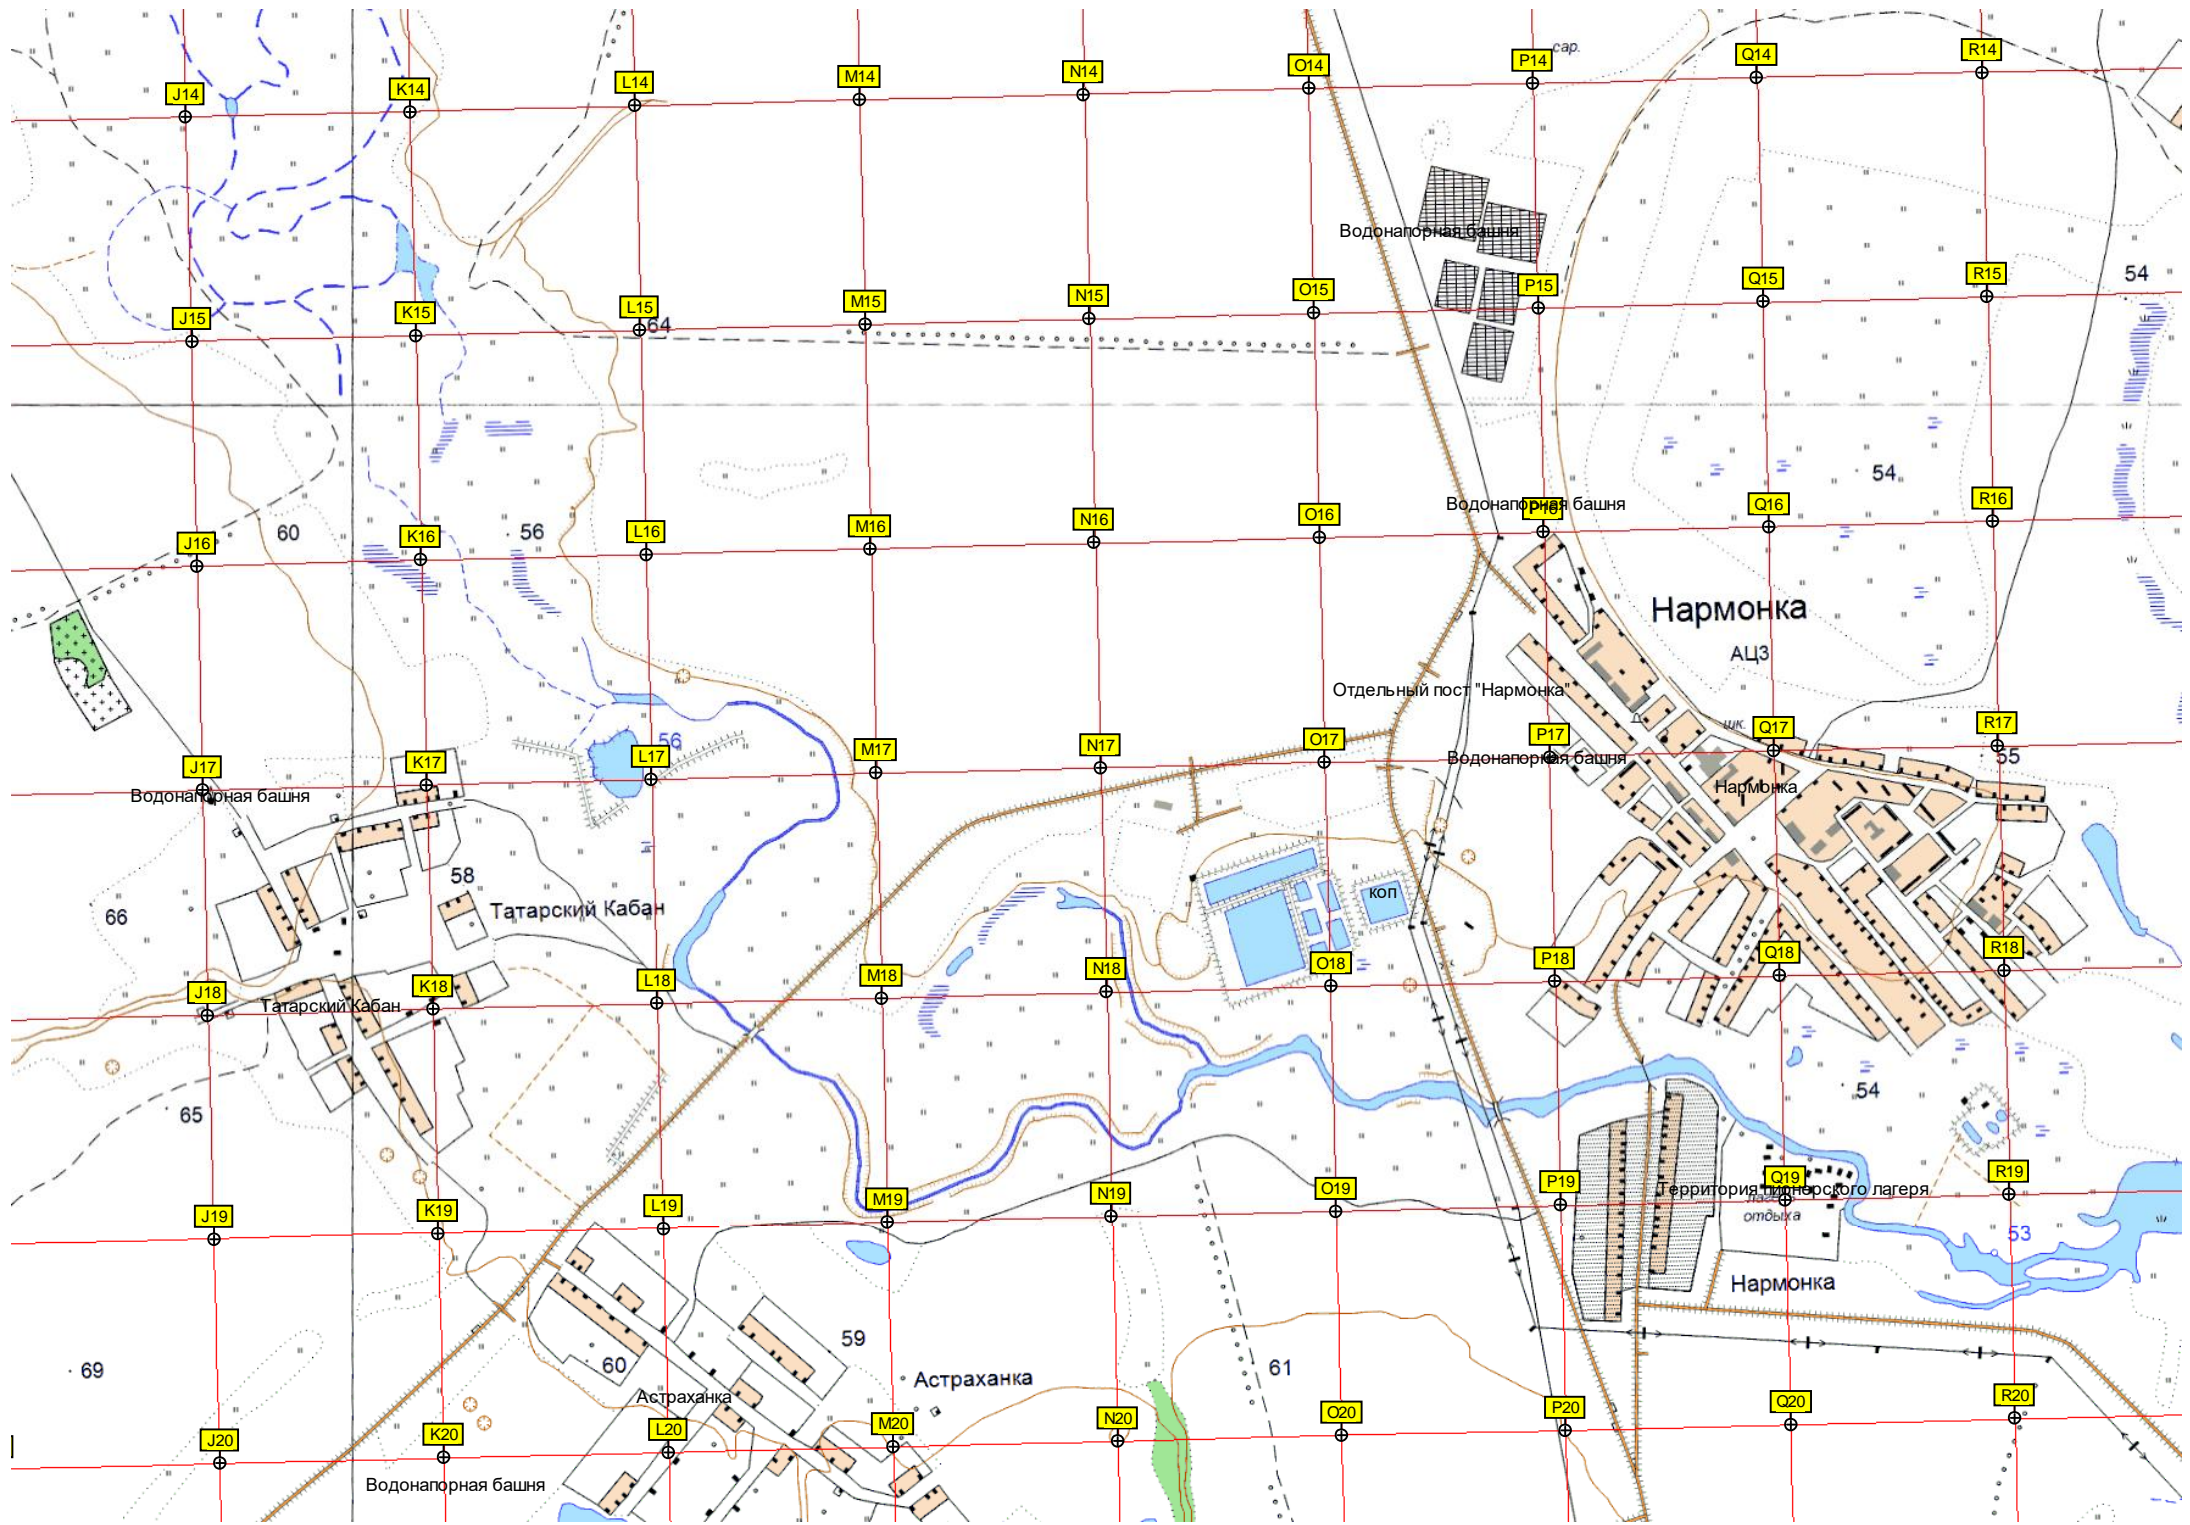 сар.
J14
K14
L14
M14
N14
O14
P14
Q14
R14
Водонапорная башня
54
J15
K15
L15
M15
N15
O15
P15
Q15
R15
64
54
Водонапорная башня
J16
K16
L16
M16
N16
O16
Q16
R16
60
56
Нармонка
АЦЗ
Отдельный пост "Нармонка"
шк.
56
J17
K17
L17
M17
N17
O17
P17
Q17
R17
55
Водонапорная башня
Водонапорная башня
Нармонка
58
коп
66
Татарский Кабан
J18
K18
L18
M18
N18
O18
P18
Q18
R18
Татарский Кабан
65
54
J19
K19
L19
M19
N19
O19
P19
Q19
R19
Территория пионерского лагеря
отдыха
53
Нармонка
59
60
61
69
Астраханка
Астраханка
J20
K20
L20
M20
N20
O20
P20
Q20
R20
Водонапорная башня